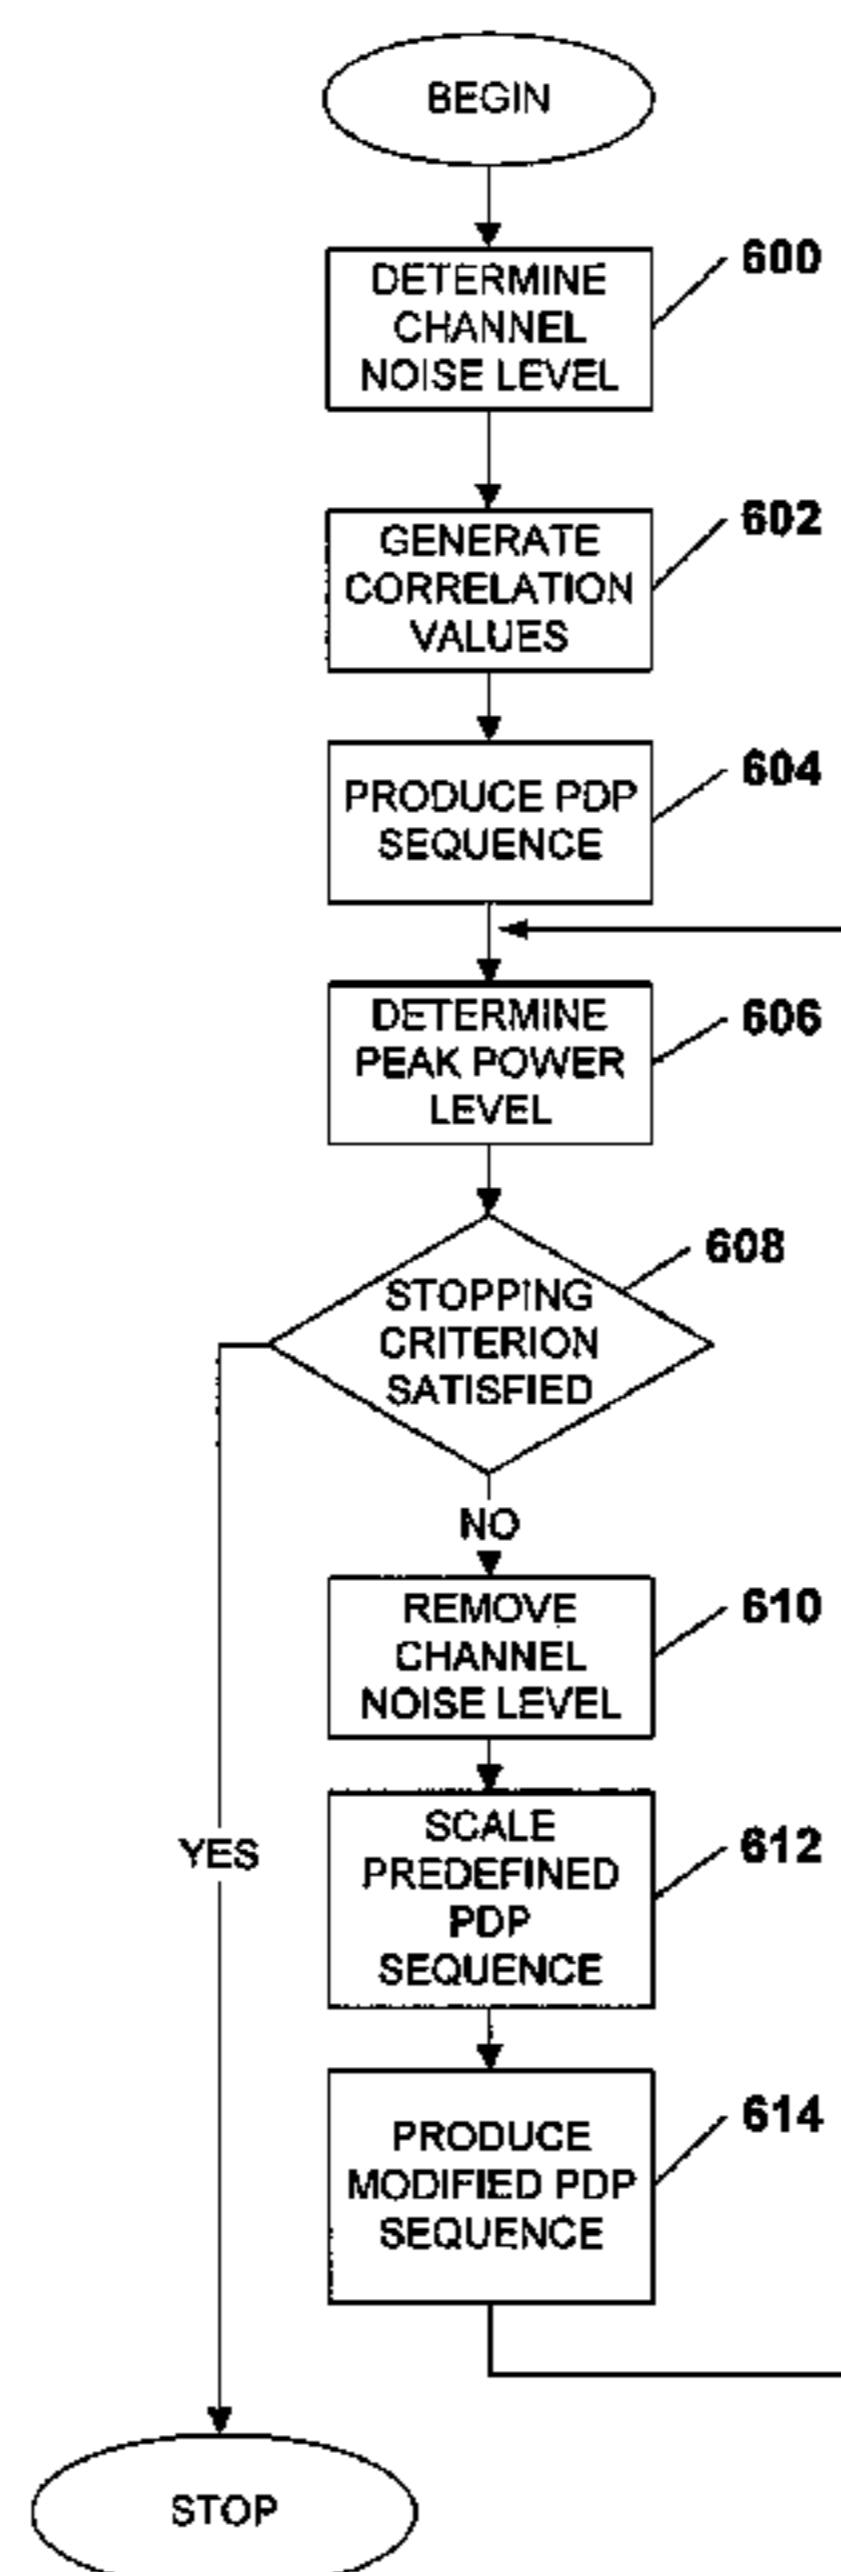 BEGIN
DETERMINE
CHANNEL
NOISE LEVEL
600
GENERATE
CORRELATION
VALUES
602
PRODUCE PDP
SEQUENCE
604
DETERMINE
PEAK POWER
LEVEL
606
STOPPING
CRITERION
SATISFIED
608
NO
REMOVE
CHANNEL
NOISE LEVEL
610
YES
SCALE
PREDEFINED
PDP
SEQUENCE
612
PRODUCE
MODIFIED PDP
SEQUENCE
614
STOP